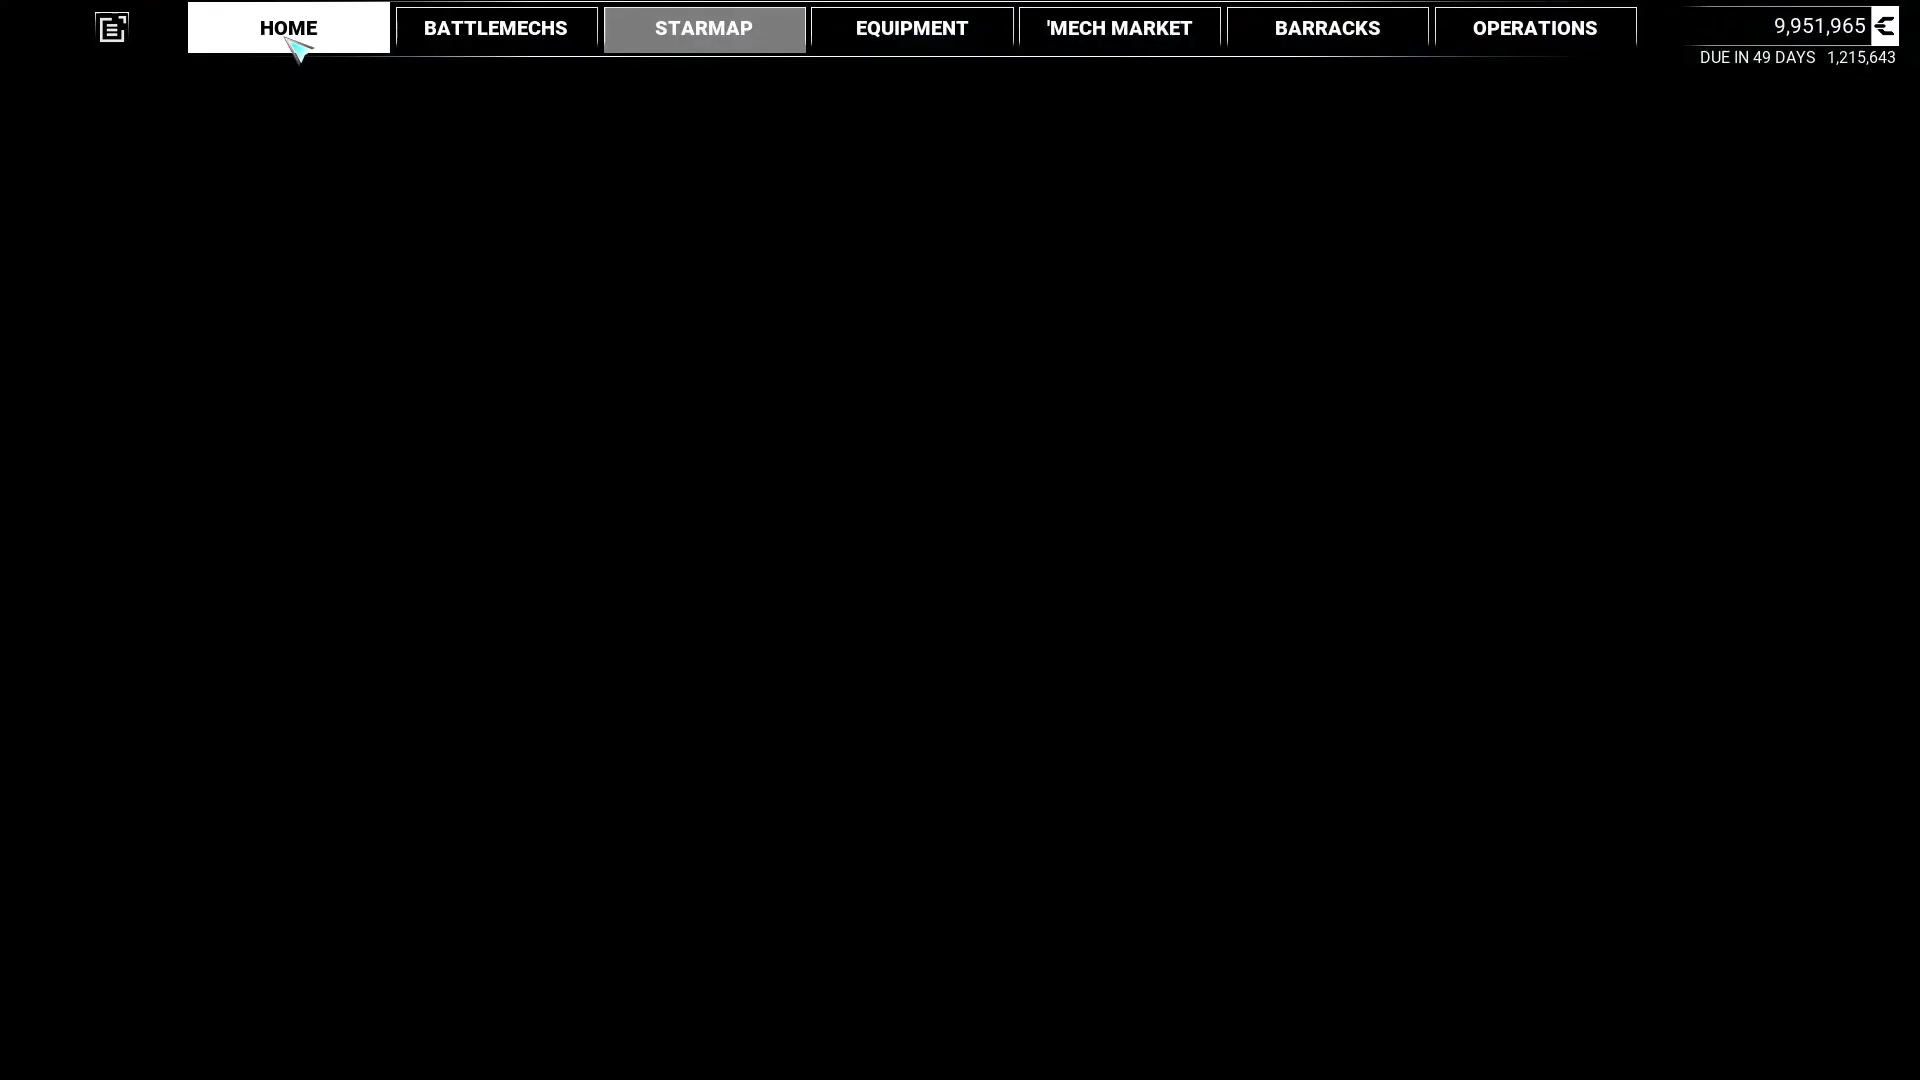 HOME
BATTLEMECHS
STARMAP
EQUIPMENT
'MECH MARKET
BARRACKS
OPERATIONS
9,951,965
DUE IN 49 DAYS 1,215,643